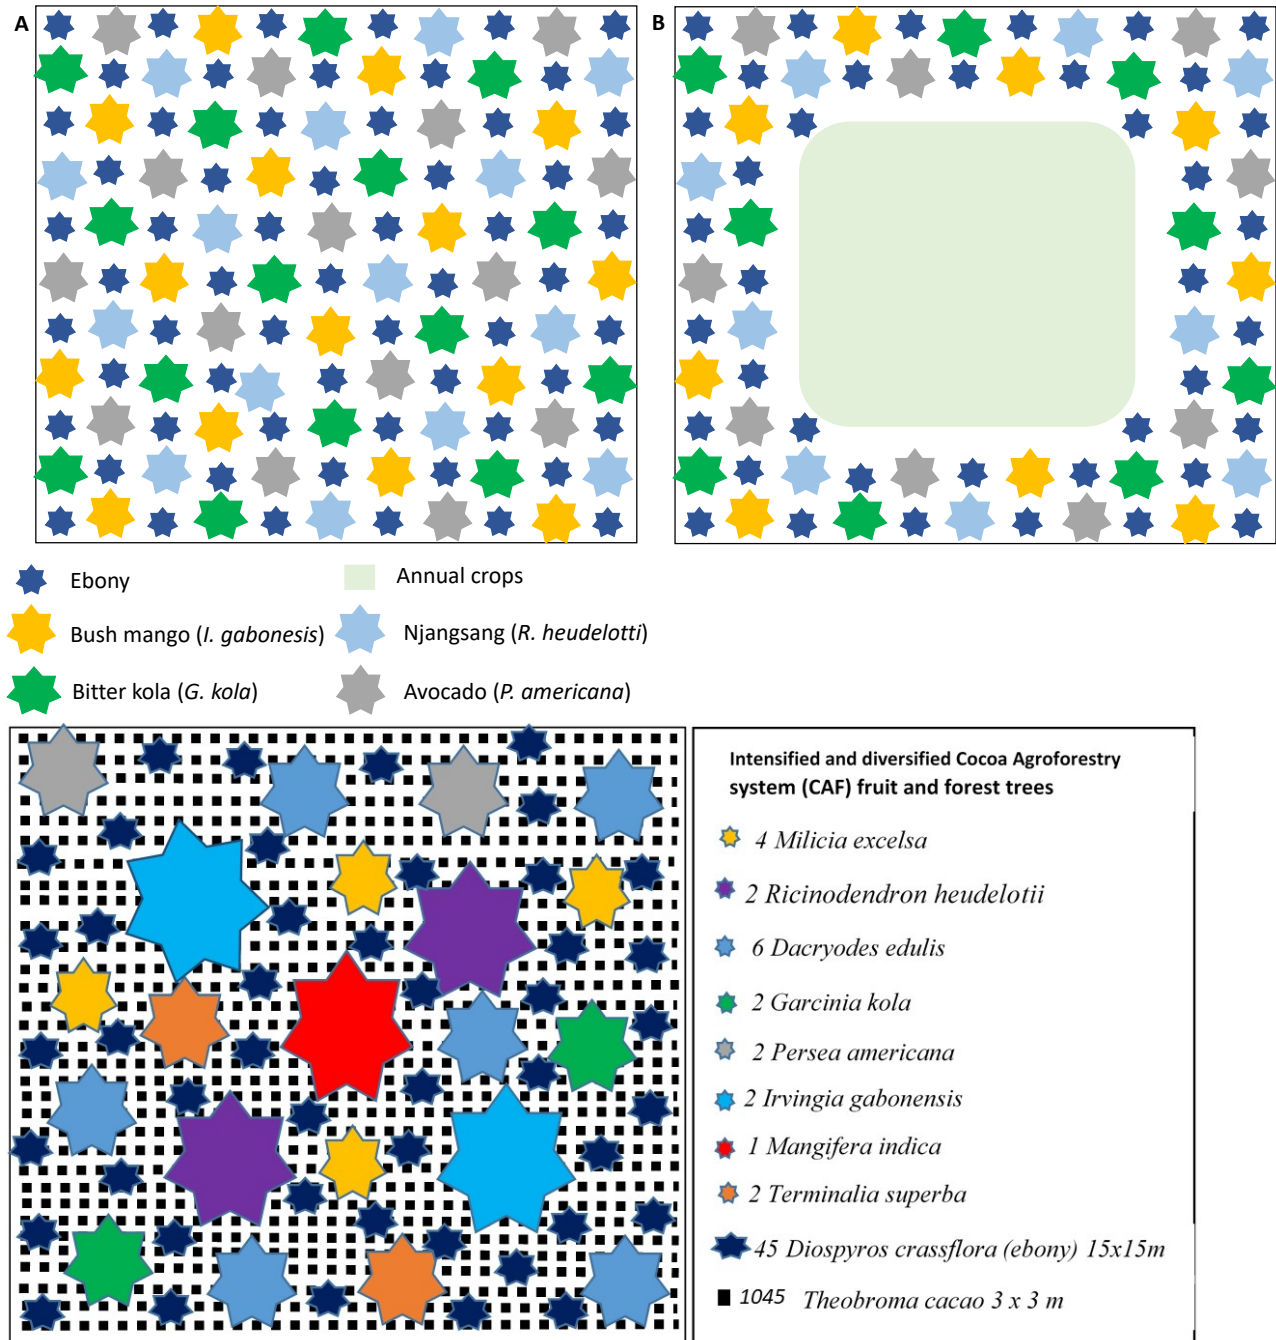 A
B
Ebony
Annual crops
Bush mango (I. gabonesis)
Njangsang (R. heudelotti)
Bitter kola (G. kola)
Avocado (P. americana)
Intensified and diversified Cocoa Agroforestry
system (CAF) fruit and forest trees
4 Milicia excelsa
2 Ricinodendron heudelotii
6 Dacryodes edulis
2 Garcinia kola
2 Persea americana
2 Irvingia gabonensis
1 Mangifera indica
2 Terminalia superba
45 Diospyros crassflora (ebony) 15x15m
1045 Theobroma cacao 3 x 3 m